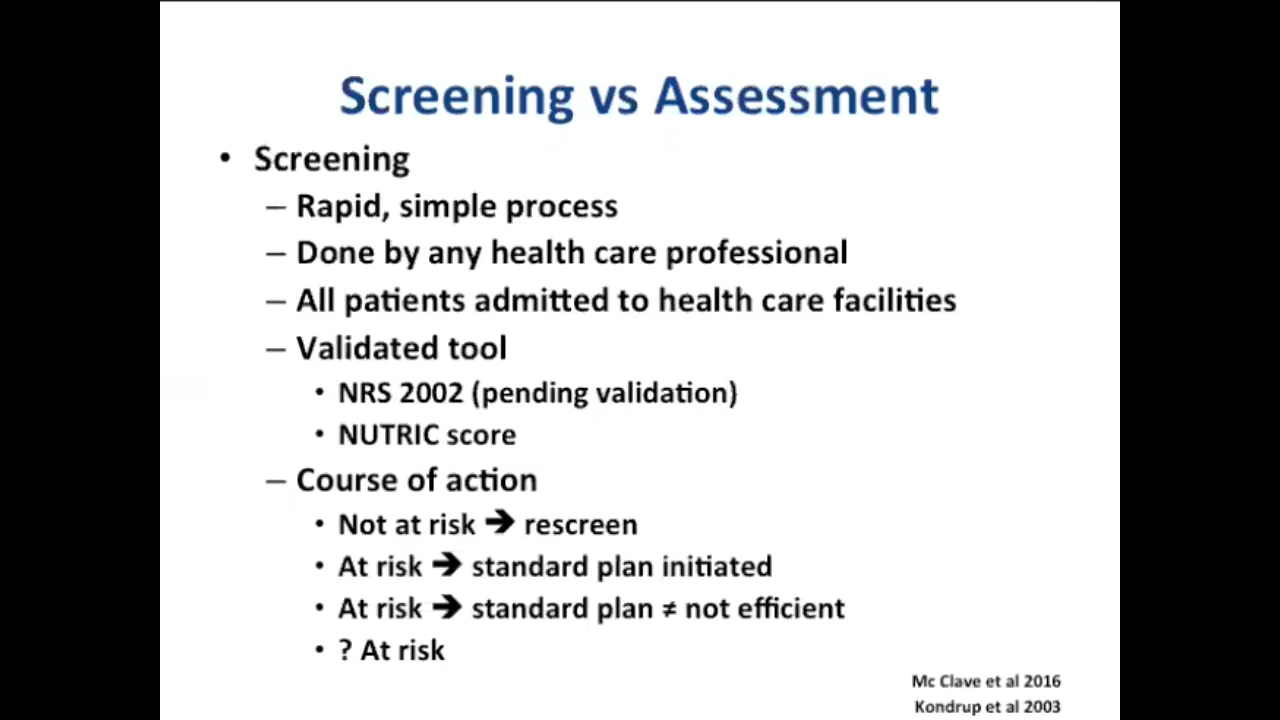 Screening vs Assessment
• Screening
– Rapid, simple process
– Done by any health care professional
– All patients admitted to health care facilities
– Validated tool
• NRS 2002 (pending validation)
• NUTRIC score
– Course of action
• Not at risk ➔ rescreen
• At risk ➔ standard plan initiated
• At risk ➔ standard plan ≠ not efficient
• ? At risk
Mc Clave et al 2016
Kondrup et al 2003